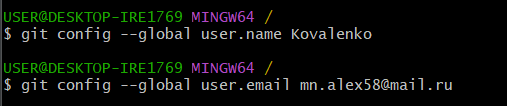 USER@DESKTOP-IRE1769 MINGW64 /
$ git config --global user.name Kovalenko
USER@DESKTOP-IRE1769 MINGW64 /
$ git config --global user.email mn.alex58@mail.ru